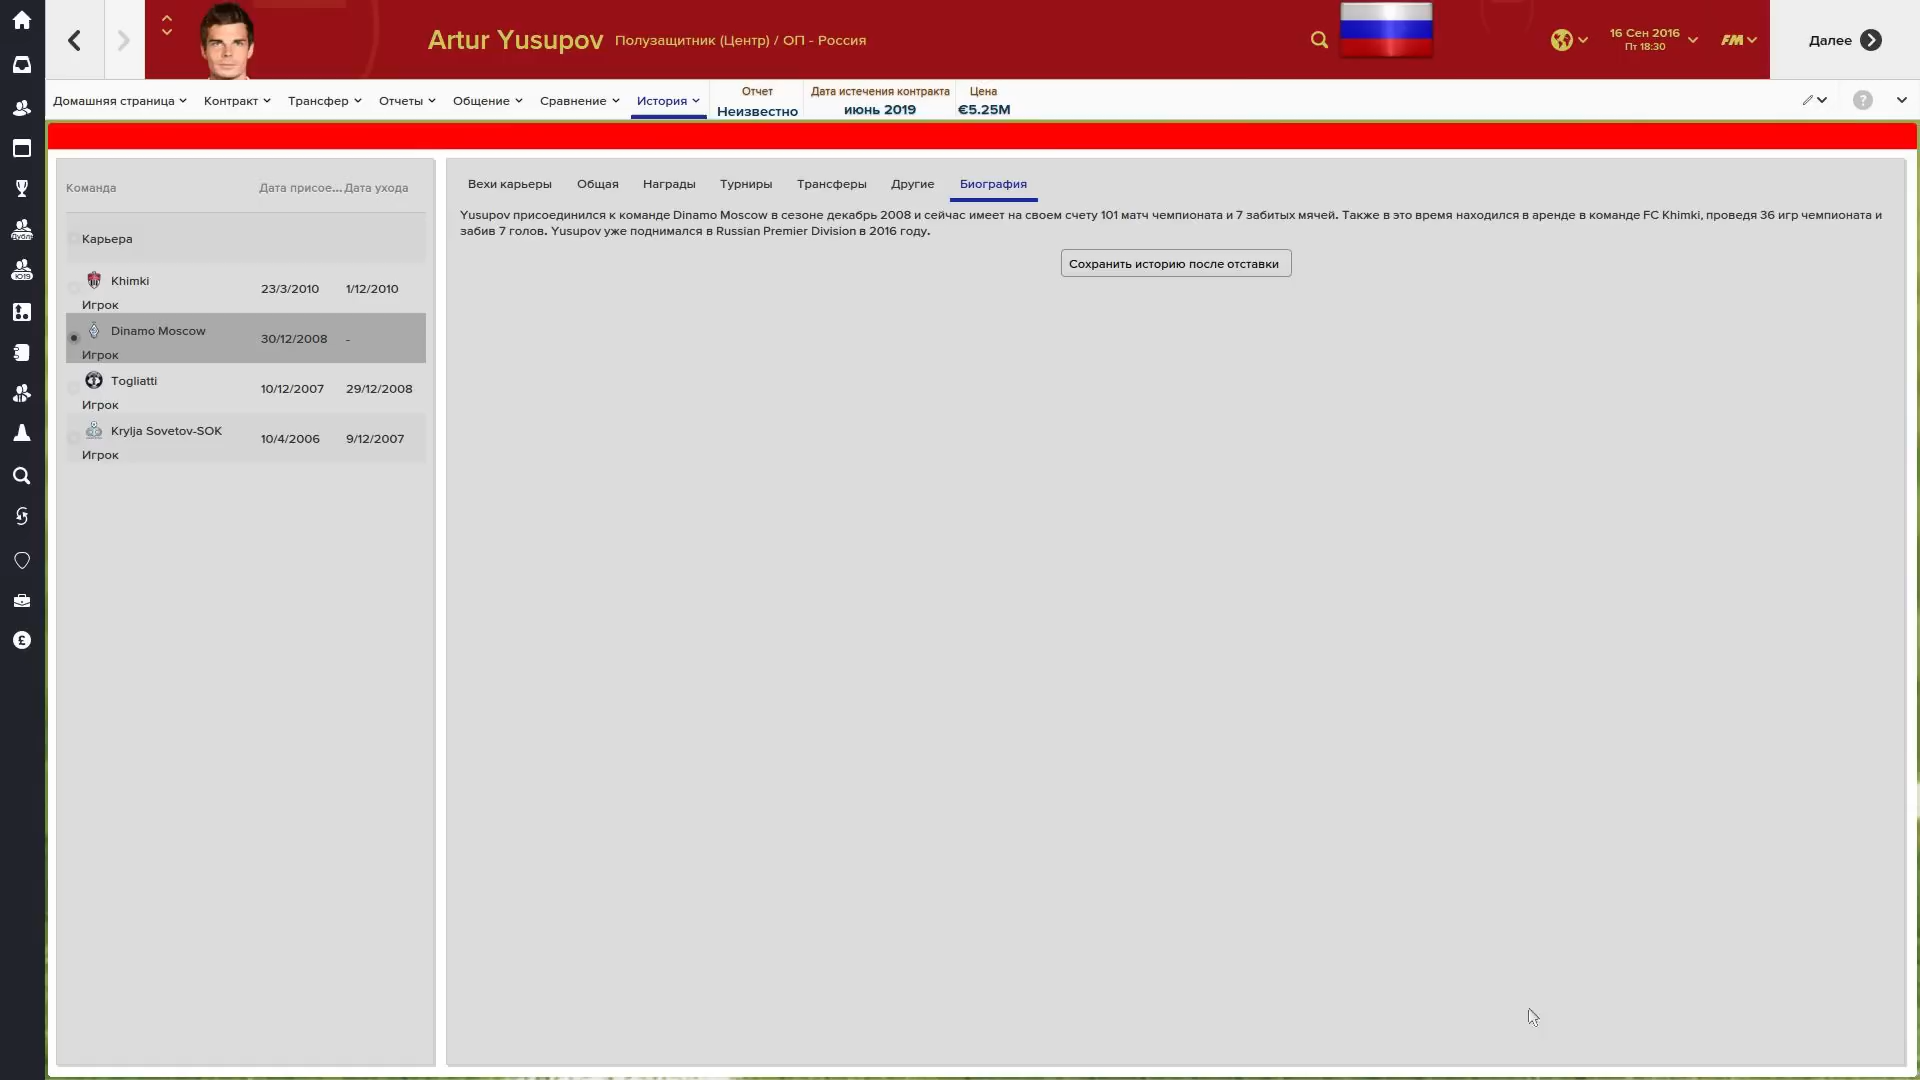 Artur Yusupov Полузащитник (Центр) / ОП - Россия
16 Сен 2016
Пт 18:30
FM
Далее
Домашняя страница Контракт Трансфер Отчеты Общение Сравнение История
Отчет
Неизвестно
Дата истечения контракта
июнь 2019
Цена
€5.25M
?
Команда Дата присое... Дата ухода
Карьера
Khimki
Игрок
23/3/2010 1/12/2010
Dinamo Moscow
Игрок
30/12/2008 -
Togliatti
Игрок
10/12/2007 29/12/2008
Krylja Sovetov-SOK
Игрок
10/4/2006 9/12/2007
Вехи карьеры Общая Награды Турниры Трансферы Другие Биография
Yusupov присоединился к команде Dinamo Moscow в сезоне декабрь 2008 и сейчас имеет на своем счету 101 матч чемпионата и 7 забитых мячей. Также в это время находился в аренде в команде FC Khimki, проведя 36 игр чемпионата и
забив 7 голов. Yusupov уже поднимался в Russian Premier Division в 2016 году.
Сохранить историю после отставки